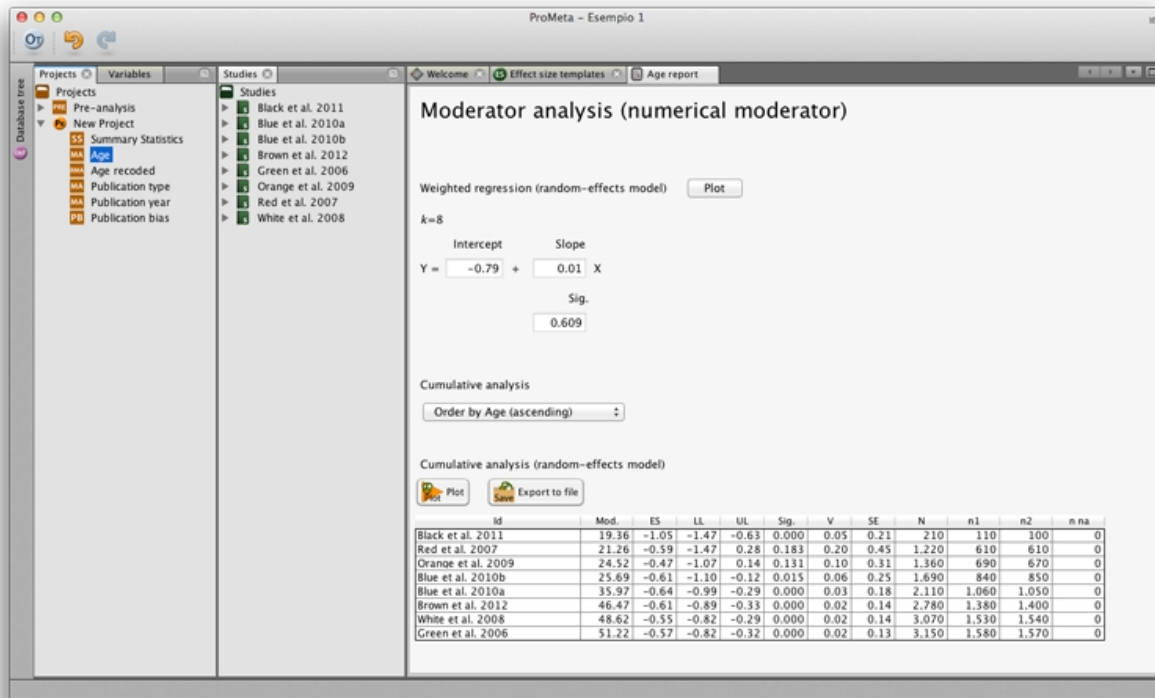 ProMeta – Esempio 1
Database tree
Projects
Variables
Projects
Pre-analysis
New Project
Summary Statistics
Age
Age recoded
Publication type
Publication year
Publication bias
Studies
Studies
Black et al. 2011
Blue et al. 2010a
Blue et al. 2010b
Brown et al. 2012
Green et al. 2006
Orange et al. 2009
Red et al. 2007
White et al. 2008
Welcome
Effect size templates
Age report
Moderator analysis (numerical moderator)
Weighted regression (random-effects model) Plot
k=8
Intercept Slope
Y = -0.79 + 0.01 X
Sig.
0.609
Cumulative analysis
Order by Age (ascending)
Cumulative analysis (random-effects model)
Plot Export to file
Id Mod. ES LL UL Sig. V SE N n1 n2 n na
Black et al. 2011 19.36 -1.05 -1.47 -0.63 0.000 0.05 0.21 210 110 100 0
Red et al. 2007 21.26 -0.59 -1.47 0.28 0.183 0.20 0.45 1,220 610 610 0
Orange et al. 2009 24.52 -0.47 -1.07 0.14 0.131 0.10 0.31 1,360 690 670 0
Blue et al. 2010b 25.69 -0.61 -1.10 -0.12 0.015 0.06 0.25 1,690 840 850 0
Blue et al. 2010a 35.97 -0.64 -0.99 -0.29 0.000 0.03 0.18 2,110 1,060 1,050 0
Brown et al. 2012 46.47 -0.61 -0.89 -0.33 0.000 0.02 0.14 2,780 1,380 1,400 0
White et al. 2008 48.62 -0.55 -0.82 -0.29 0.000 0.02 0.14 3,070 1,530 1,540 0
Green et al. 2006 51.22 -0.57 -0.82 -0.32 0.000 0.02 0.13 3,150 1,580 1,570 0